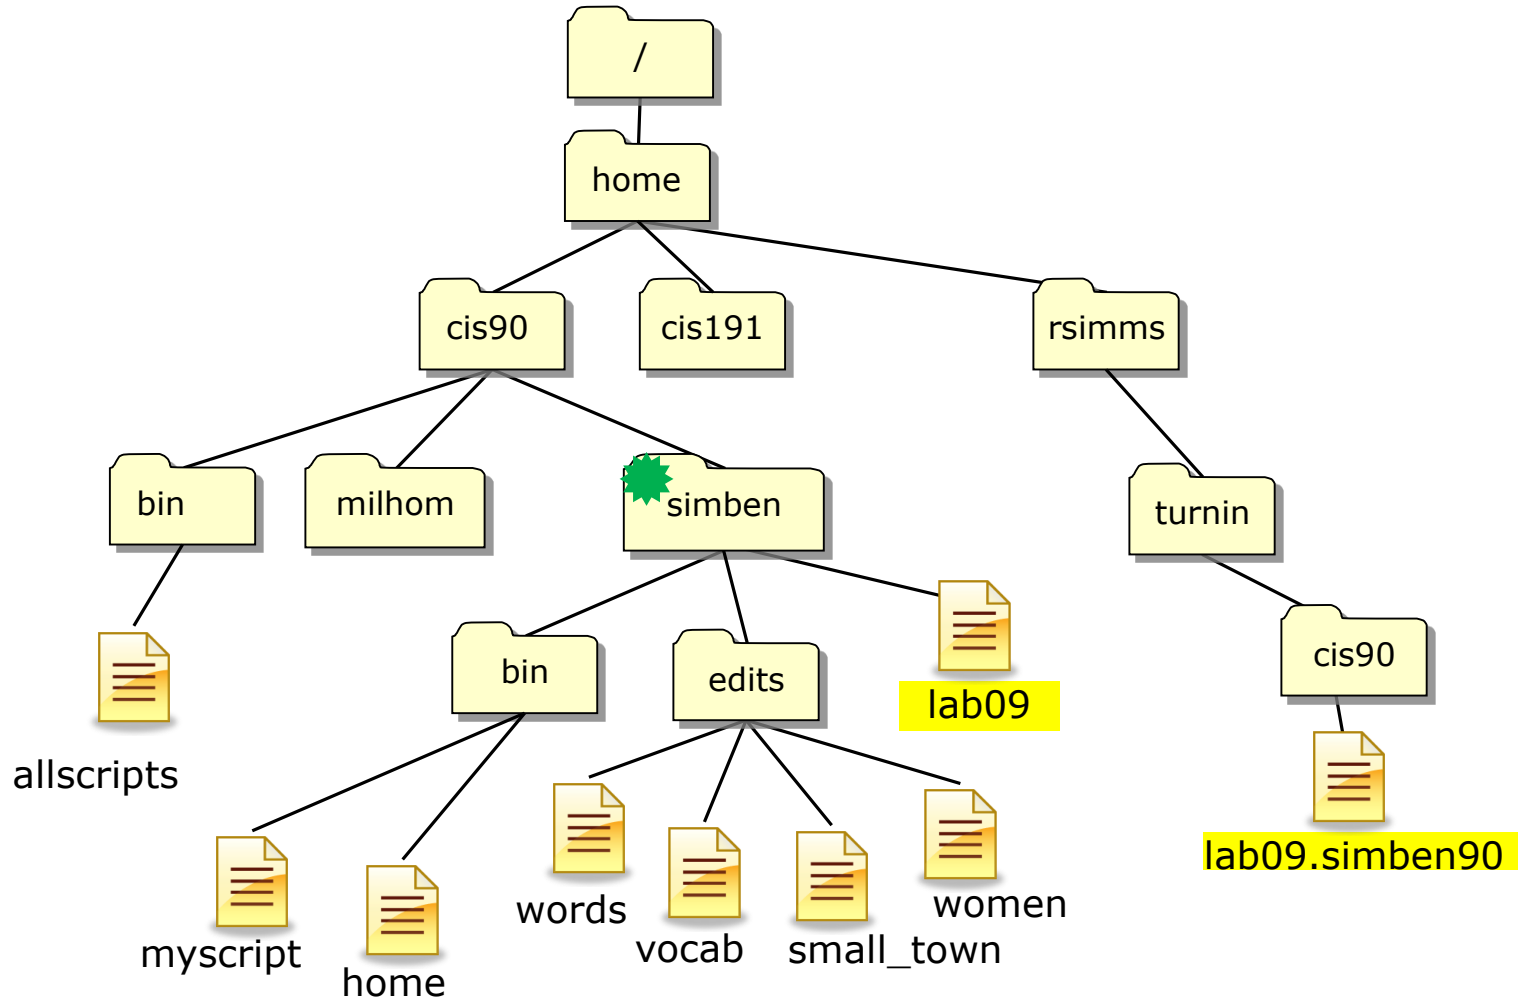 /
home
cis90
cis191
rsimms
bin
milhom
simben
turnin
bin
edits
lab09
cis90
allscripts
lab09.simben90
words
women
myscript
vocab
small_town
home